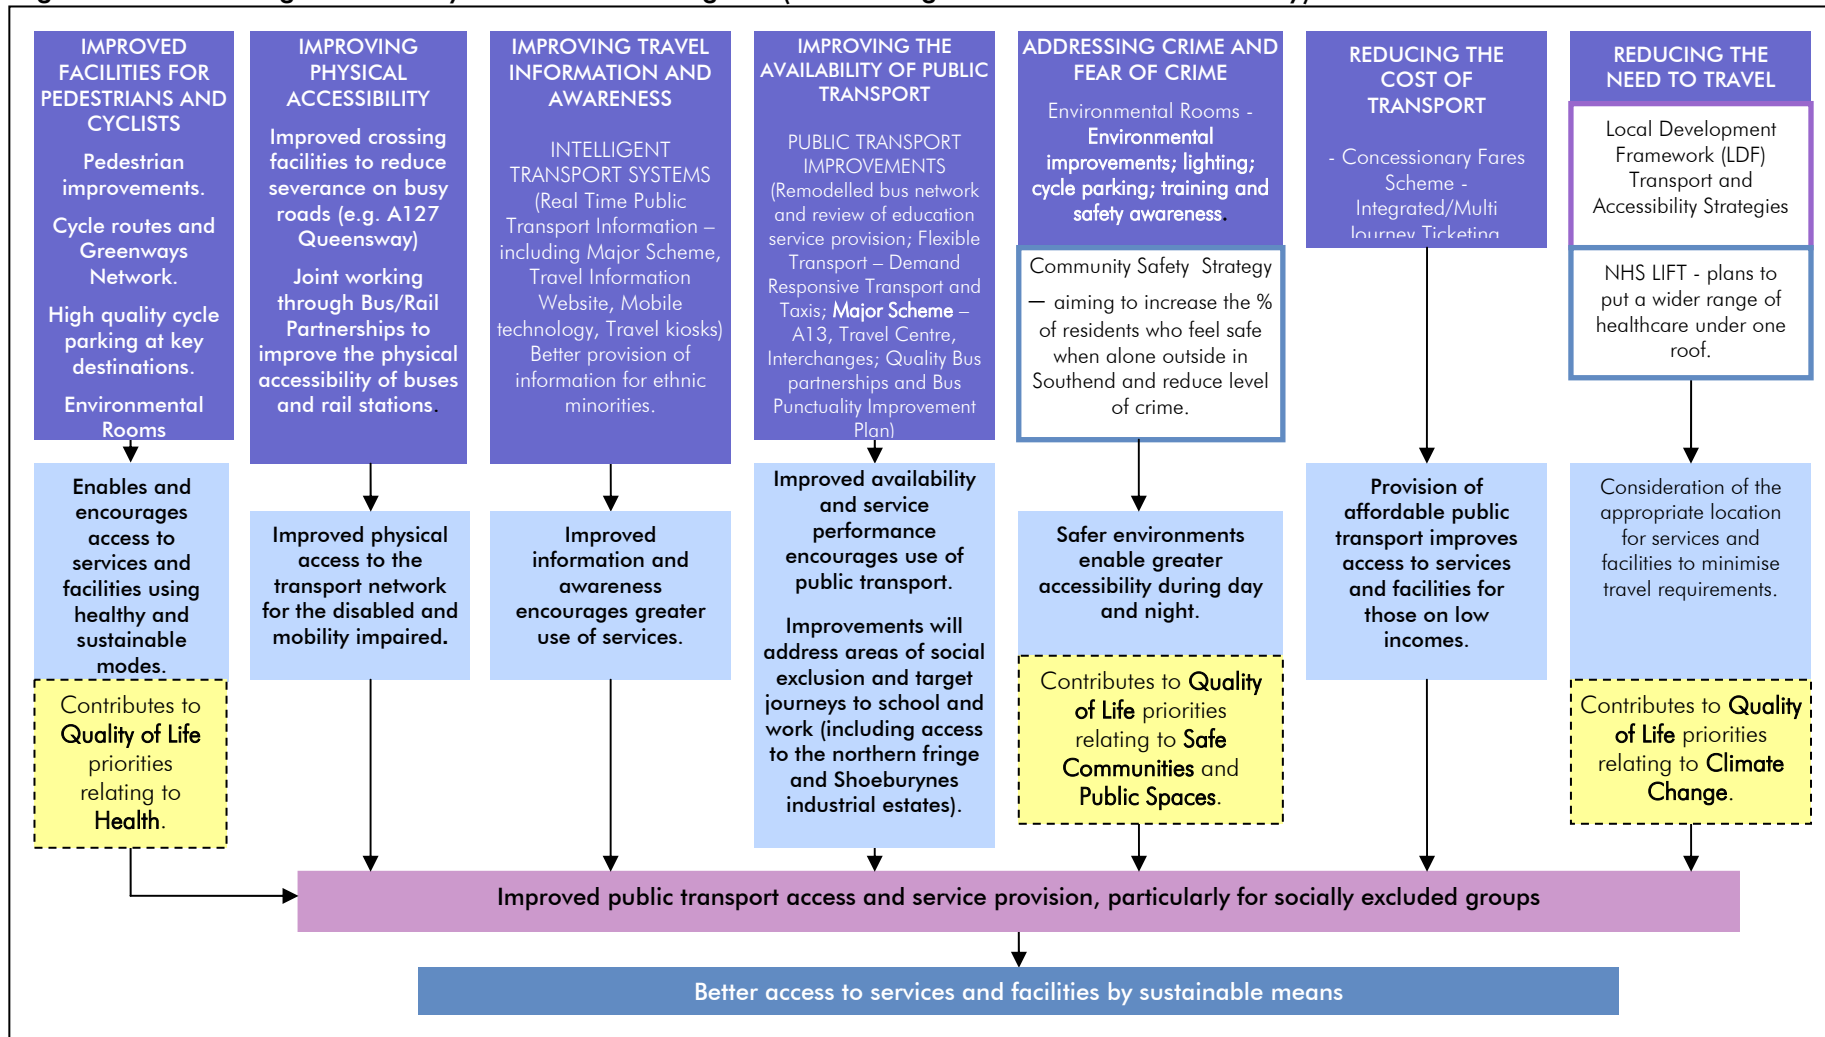 IMPROVED
FACILITIES FOR
PEDESTRIANS AND
CYCLISTS
Pedestrian
improvements.
Cycle routes and
Greenways
Network.
High quality cycle
parking at key
destinations.
Environmental
Rooms
Enables and
encourages
access to
services and
facilities using
healthy and
sustainable
modes.
Contributes to
Quality of Life
priorities
relating to
Health.
IMPROVING
PHYSICAL
ACCESSIBILITY
Improved crossing
facilities to reduce
severance on busy
roads (e.g. A127
Queensway)
Joint working
through Bus/Rail
Partnerships to
improve the physical
accessibility of buses
and rail stations.
Improved physical
access to the
transport network
for the disabled and
mobility impaired.
IMPROVING TRAVEL
INFORMATION AND
AWARENESS
INTELLIGENT
TRANSPORT SYSTEMS
(Real Time Public
Transport Information –
including Major Scheme,
Travel Information
Website, Mobile
technology, Travel kiosks)
Better provision of
information for ethnic
minorities.
Improved
information and
awareness
encourages greater
use of services.
IMPROVING THE
AVAILABILITY OF PUBLIC
TRANSPORT
PUBLIC TRANSPORT
IMPROVEMENTS
(Remodelled bus network
and review of education
service provision; Flexible
Transport – Demand
Responsive Transport and
Taxis; Major Scheme –
A13, Travel Centre,
Interchanges; Quality Bus
partnerships and Bus
Punctuality Improvement
Plan)
Improved availability
and service
performance
encourages use of
public transport.
Improvements will
address areas of social
exclusion and target
journeys to school and
work (including access
to the northern fringe
and Shoeburynes
industrial estates).
ADDRESSING CRIME AND
FEAR OF CRIME
Environmental Rooms -
Environmental
improvements; lighting;
cycle parking; training and
safety awareness.
Community Safety Strategy
– aiming to increase the %
of residents who feel safe
when alone outside in
Southend and reduce level
of crime.
Safer environments
enable greater
accessibility during day
and night.
Contributes to Quality
of Life priorities
relating to Safe
Communities and
Public Spaces.
REDUCING THE
COST OF
TRANSPORT
- Concessionary Fares
Scheme -
Integrated/Multi
Journey Ticketing
Provision of
affordable public
transport improves
access to services
and facilities for
those on low
incomes.
REDUCING THE
NEED TO TRAVEL
Local Development
Framework (LDF)
Transport and
Accessibility Strategies
NHS LIFT - plans to
put a wider range of
healthcare under one
roof.
Consideration of the
appropriate location
for services and
facilities to minimise
travel requirements.
Contributes to Quality
of Life priorities
relating to Climate
Change.
Improved public transport access and service provision, particularly for socially excluded groups
Better access to services and facilities by sustainable means